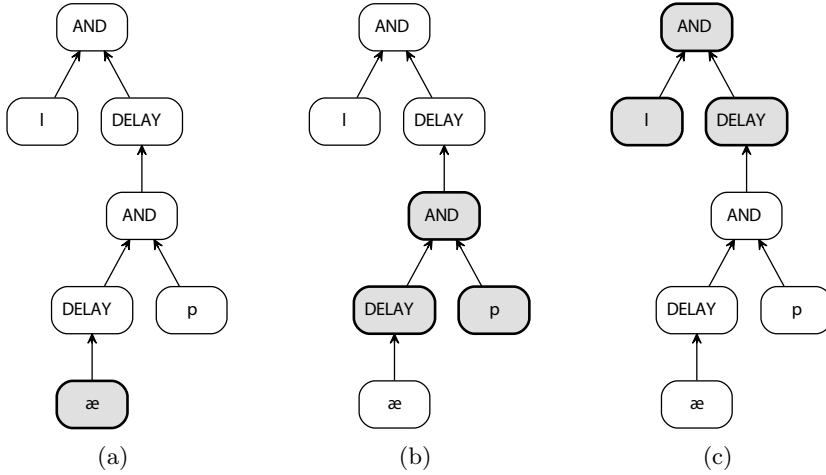 AND AND AND
l DELAY l DELAY l DELAY
AND AND AND
DELAY p DELAY p DELAY p
æ æ æ
(a) (b) (c)